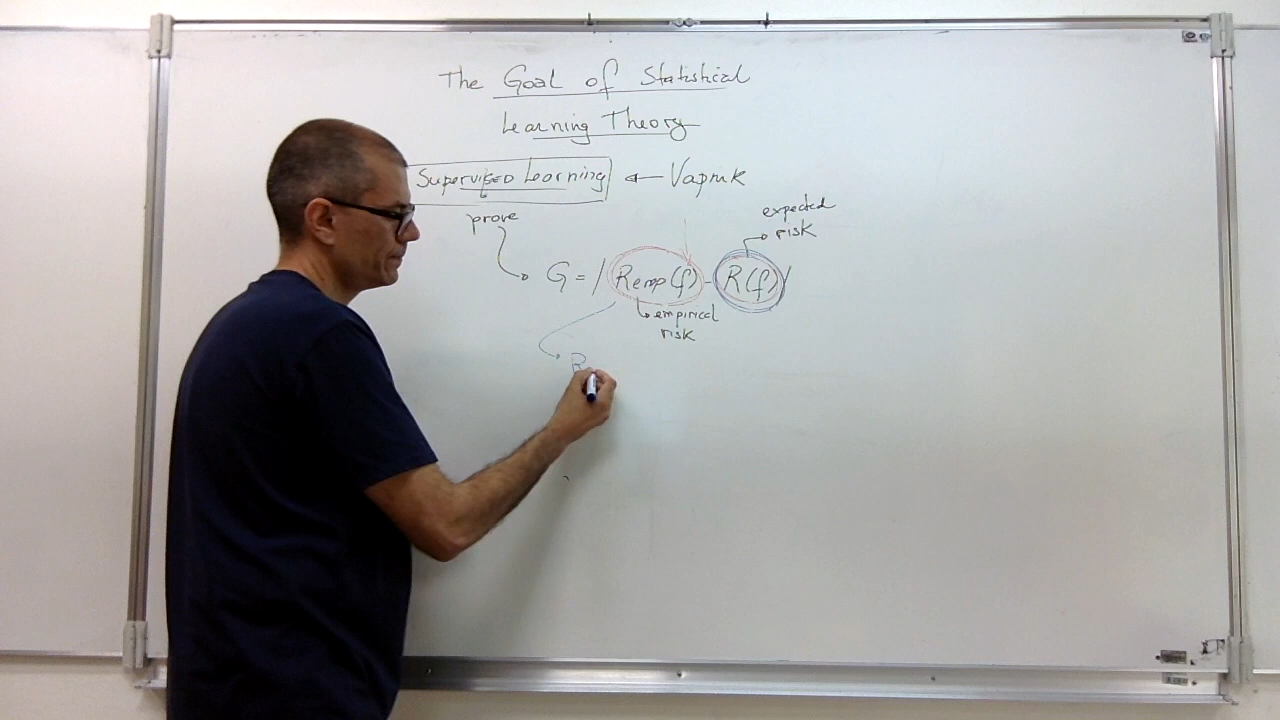 The Goal of Statistical
Learning Theory
Supervised Learning ← Vapnik
prove
expected
risk
G = | Remp(f) - R(f) |
empirical
risk
R